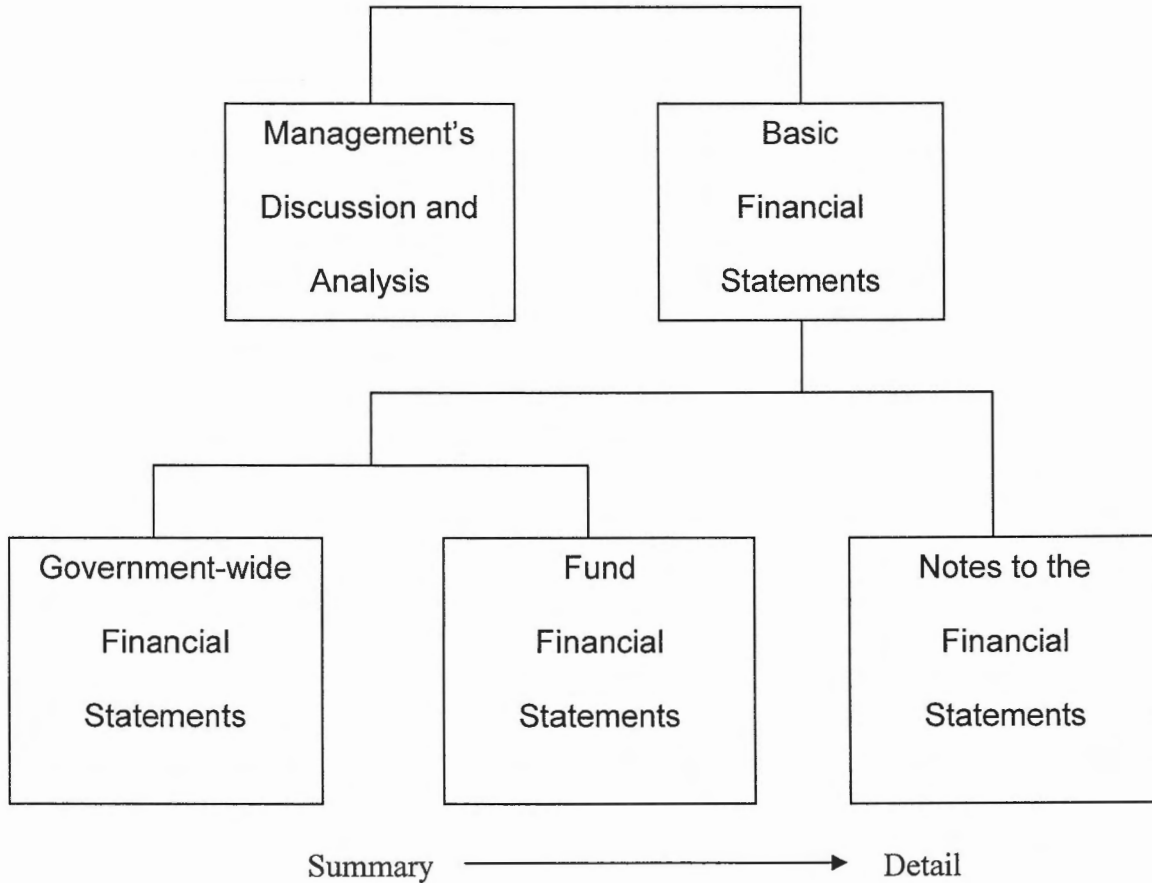 Management’s
Discussion and
Analysis
Basic
Financial
Statements
Government-wide
Financial
Statements
Fund
Financial
Statements
Notes to the
Financial
Statements
Summary
Detail